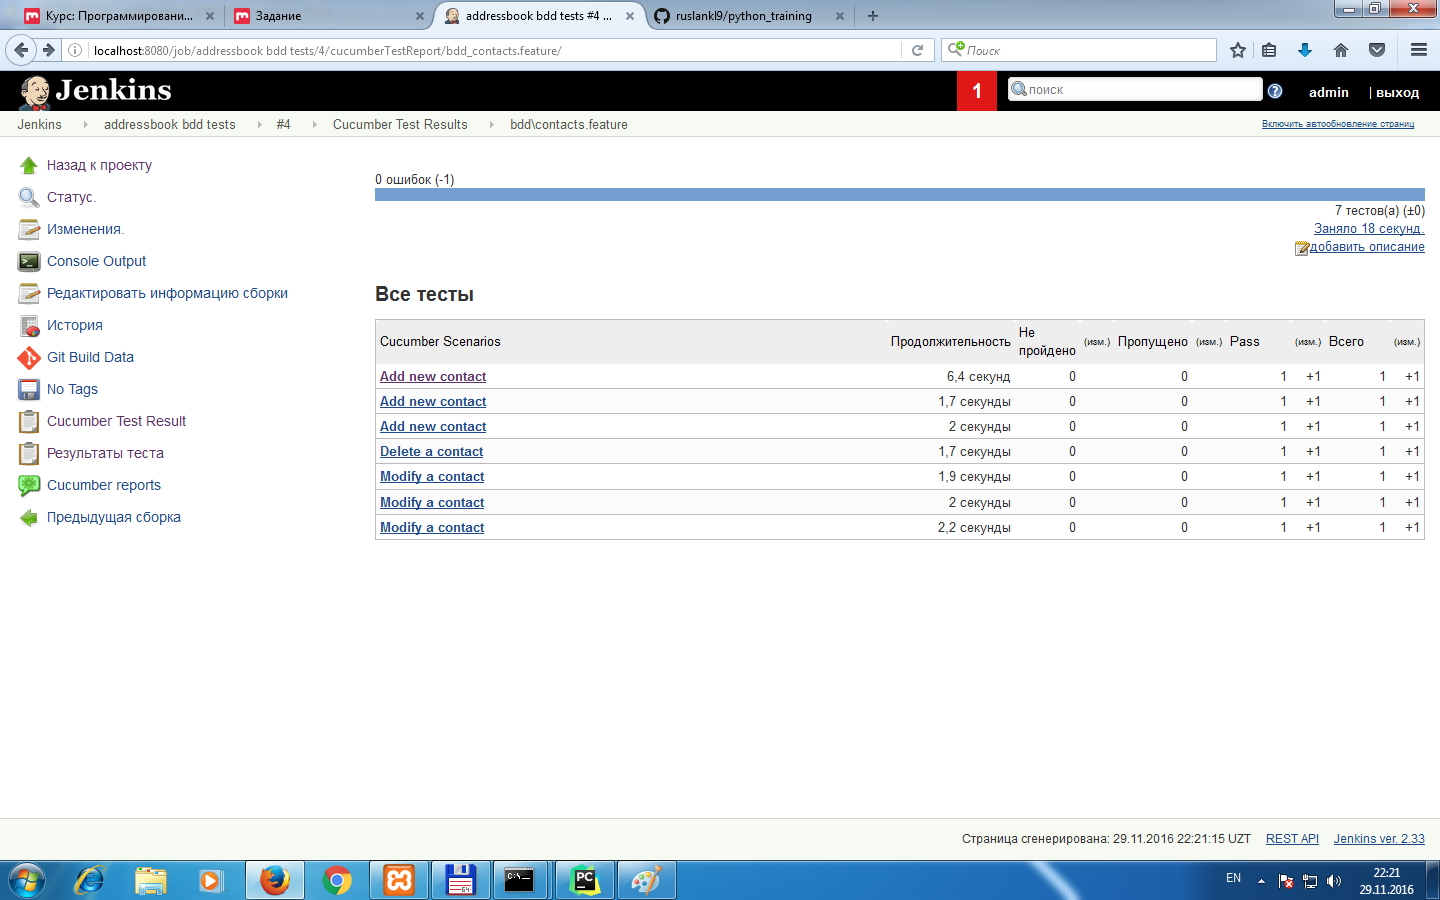 Курс: Программировани...
Задание
addressbook bdd tests #4 ...
ruslankl9/python_training
localhost:8080/job/addressbook bdd tests/4/cucumberTestReport/bdd_contacts.feature/
Поиск
Jenkins
1
поиск
admin
| выход
Jenkins
addressbook bdd tests
#4
Cucumber Test Results
bdd\contacts.feature
Включить автообновление страниц
Назад к проекту
Статус.
Изменения.
Console Output
Редактировать информацию сборки
История
Git Build Data
No Tags
Cucumber Test Result
Результаты теста
Cucumber reports
Предыдущая сборка
0 ошибок (-1)
7 тестов(а) (±0)
Заняло 18 секунд.
добавить описание
Все тесты
Cucumber Scenarios Продолжительность Не пройдено (изм.) Пропущено (изм.) Pass (изм.) Всего (изм.)
Add new contact 6,4 секунд 0 0 1 +1 1 +1
Add new contact 1,7 секунды 0 0 1 +1 1 +1
Add new contact 2 секунды 0 0 1 +1 1 +1
Delete a contact 1,7 секунды 0 0 1 +1 1 +1
Modify a contact 1,9 секунды 0 0 1 +1 1 +1
Modify a contact 2 секунды 0 0 1 +1 1 +1
Modify a contact 2,2 секунды 0 0 1 +1 1 +1
Страница сгенерирована: 29.11.2016 22:21:15 UZT
REST API
Jenkins ver. 2.33
64
C:\.
PC
EN
22:21
29.11.2016